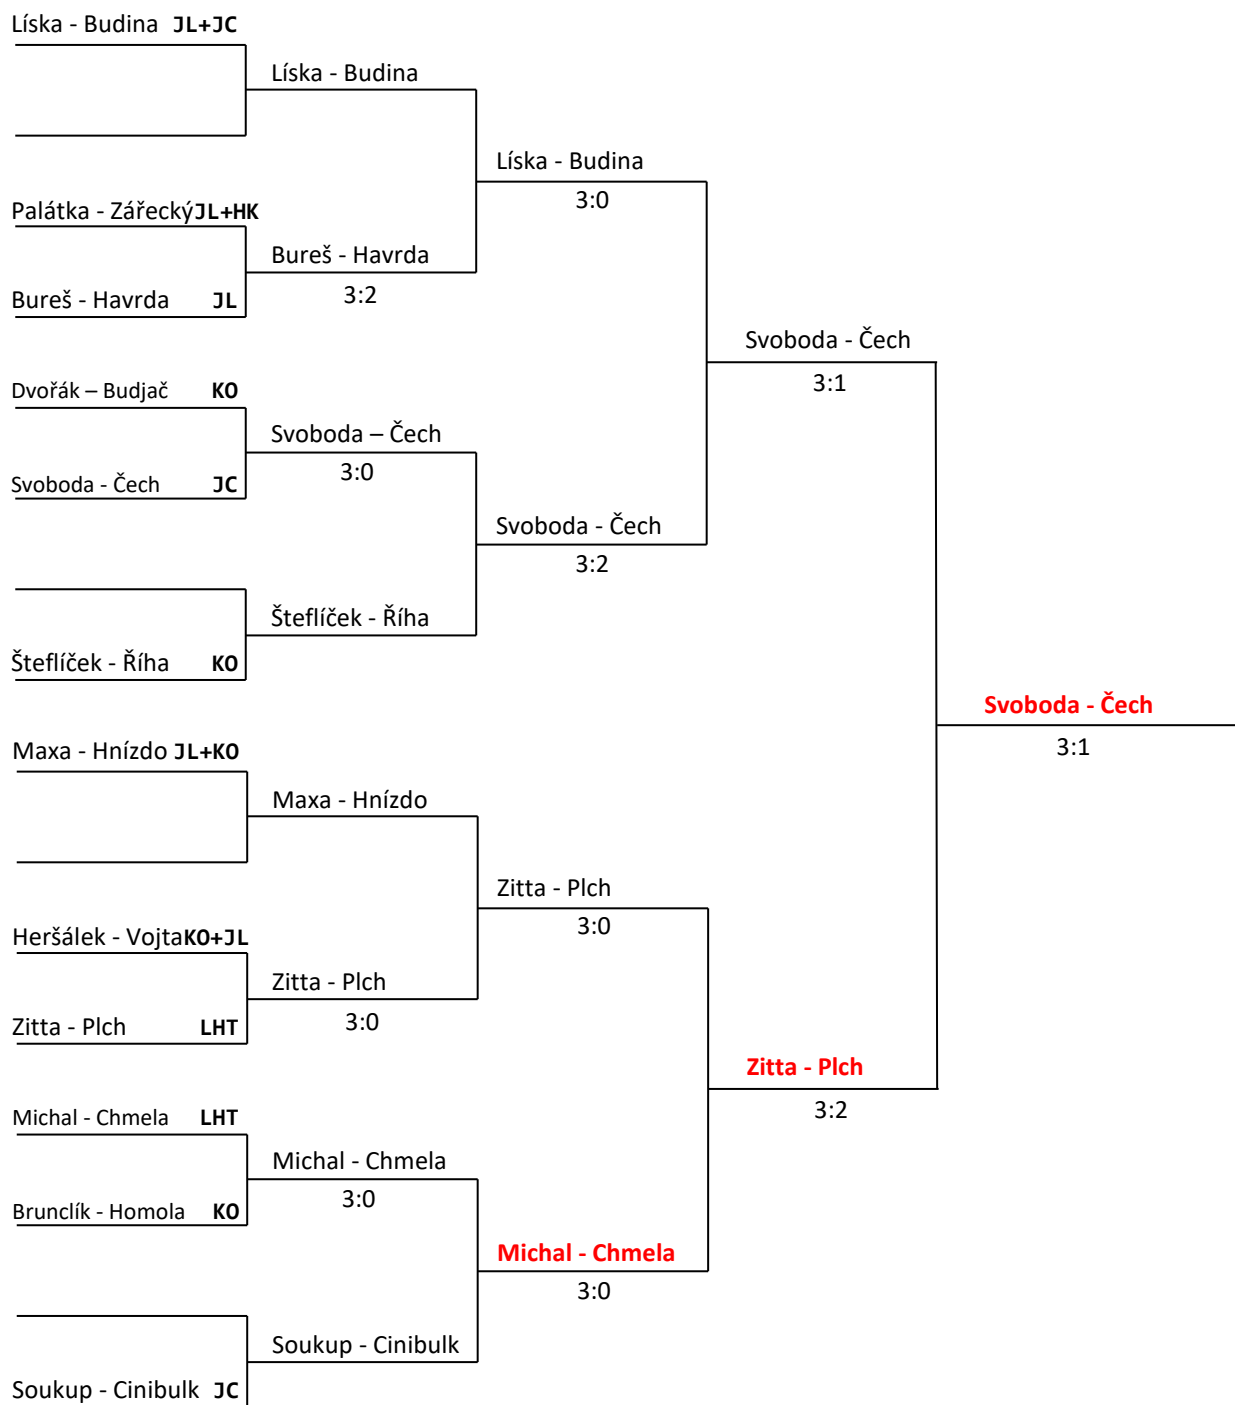 Líska - Budina JL+JC
Líska - Budina
Líska - Budina
3:0
Palátka - Zářecký JL+HK
Bureš - Havrda
3:2
Bureš - Havrda JL
Svoboda - Čech
3:1
Dvořák – Budjač KO
Svoboda – Čech
3:0
Svoboda - Čech JC
Svoboda - Čech
3:2
Šteflíček - Říha
Šteflíček - Říha KO
Svoboda - Čech
3:1
Maxa - Hnízdo JL+KO
Maxa - Hnízdo
Zitta - Plch
3:0
Heršálek - Vojta KO+JL
Zitta - Plch
3:0
Zitta - Plch LHT
Zitta - Plch
3:2
Michal - Chmela LHT
Michal - Chmela
3:0
Brunclík - Homola KO
Michal - Chmela
3:0
Soukup - Cinibulk
Soukup - Cinibulk JC